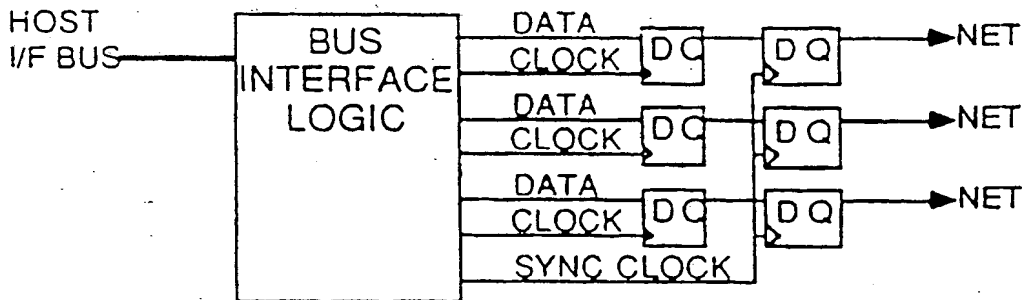 HOST
I/F BUS
BUS
INTERFACE
LOGIC
DATA
CLOCK
D Q
D Q
NET
DATA
CLOCK
D Q
D Q
NET
DATA
CLOCK
D Q
D Q
NET
SYNC CLOCK